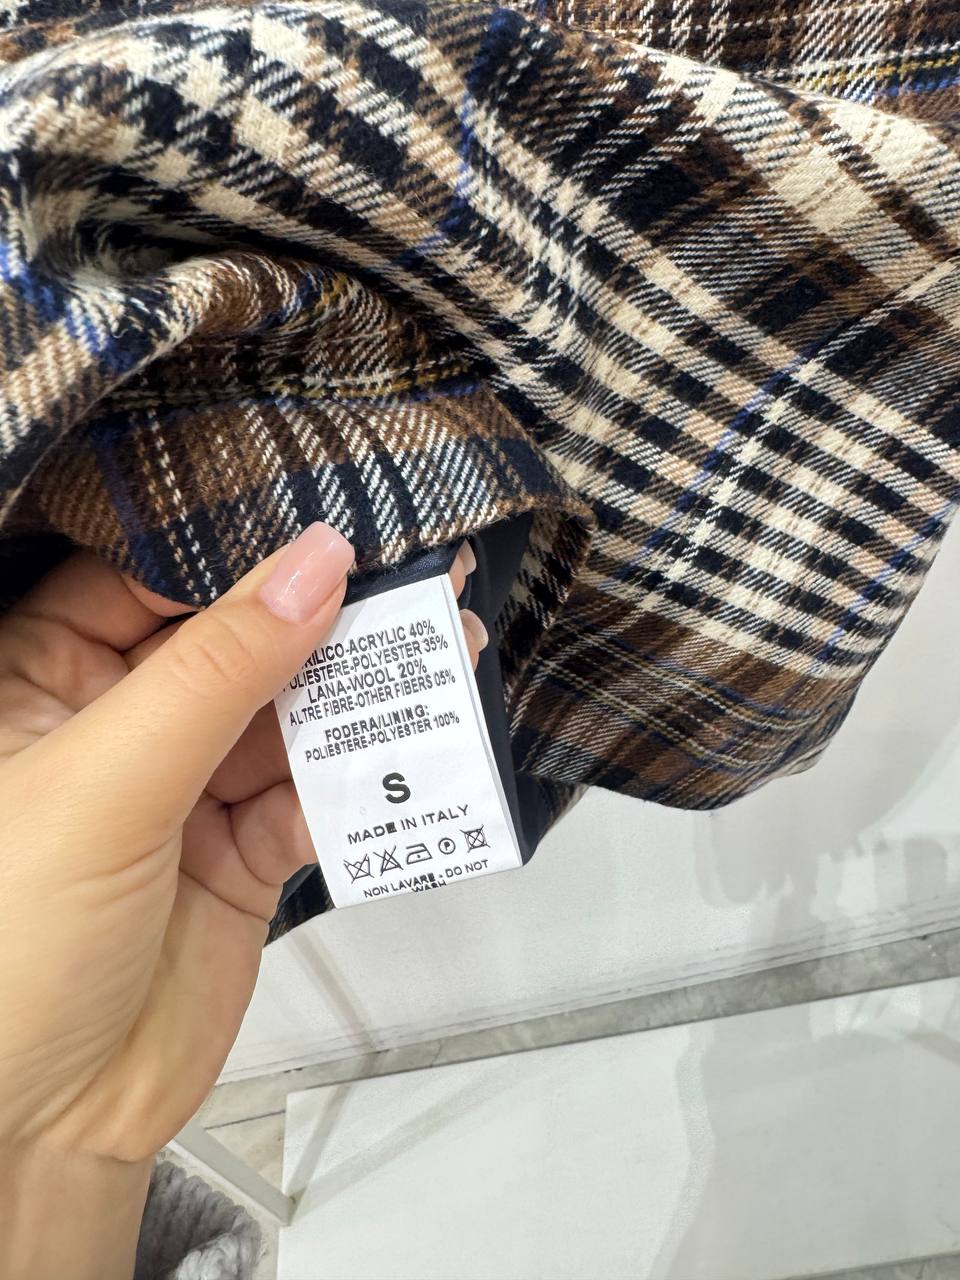 RILICO-ACRYLIC 40%
POLIESTERE-POLYESTER 35%
LANA-WOOL 20%
ALTRE FIBRE-OTHER FIBERS 05%
FODERA/LINING:
POLIESTERE-POLYESTER 100%
S
MADE IN ITALY
P
NON LAVARE - DO NOT
WASH